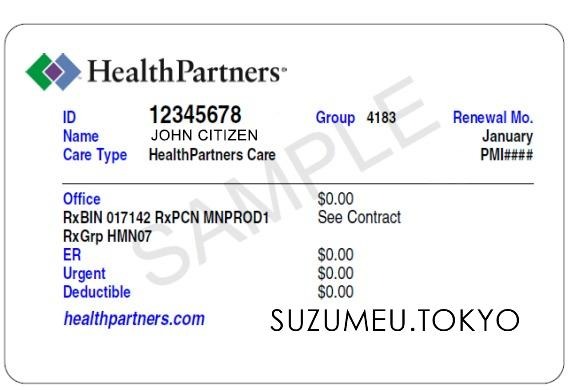 HealthPartners®
ID 12345678 Group 4183 Renewal Mo.
Name JOHN CITIZEN January
Care Type HealthPartners Care PMI####
SAMPLE
Office $0.00
RxBIN 017142 RxPCN MNPROD1 See Contract
RxGrp HMN07
ER $0.00
Urgent $0.00
Deductible $0.00
healthpartners.com SUZUMEU.TOKYO